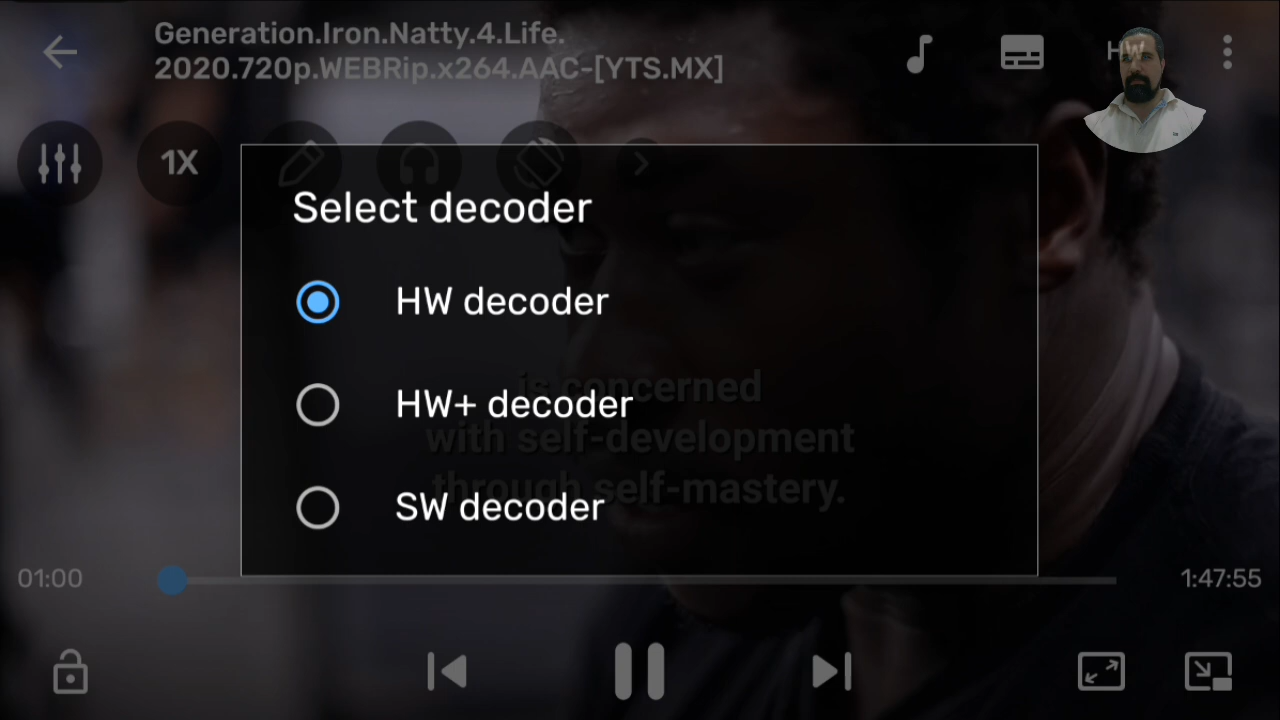 Generation.Iron.Natty.4.Life.
2020.720p.WEBRip.x264.AAC-[YTS.MX]
HW
1X
Select decoder
HW decoder
HW+ decoder
SW decoder
is concerned
with self-development
through self-mastery.
01:00
1:47:55